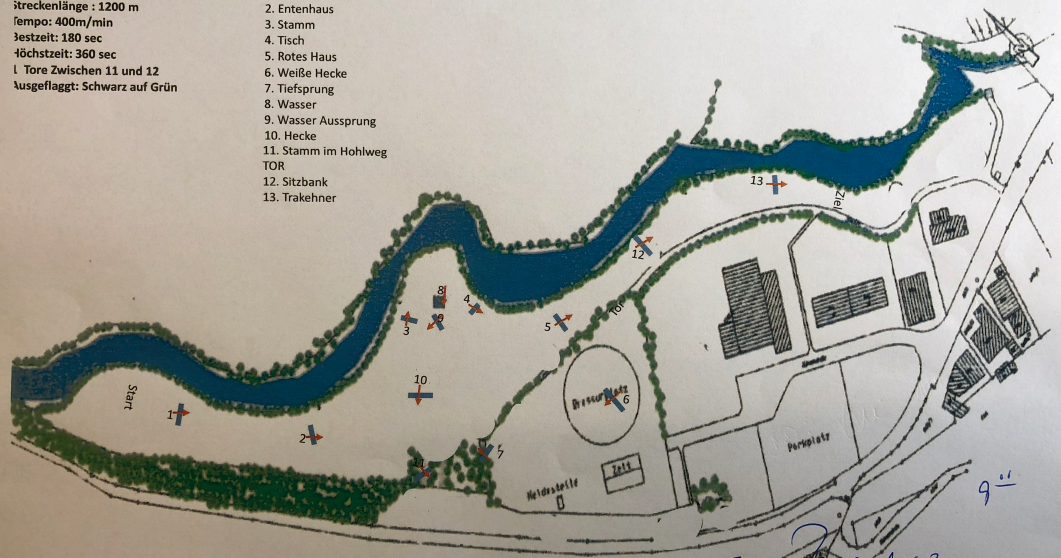 Streckenlänge : 1200 m
Tempo: 400m/min
Bestzeit: 180 sec
Höchstzeit: 360 sec
1 Tore Zwischen 11 und 12
Ausgeflaggt: Schwarz auf Grün
2. Entenhaus
3. Stamm
4. Tisch
5. Rotes Haus
6. Weiße Hecke
7. Tiefsprung
8. Wasser
9. Wasser Aussprung
10. Hecke
11. Stamm im Hohlweg
TOR
12. Sitzbank
13. Trakehner
13
Ziel
12
8
4
3
9
5
Tor
10
Dressurplatz
6
Start
1
2
11
7
Parkplatz
Zelt
Meldestelle
9